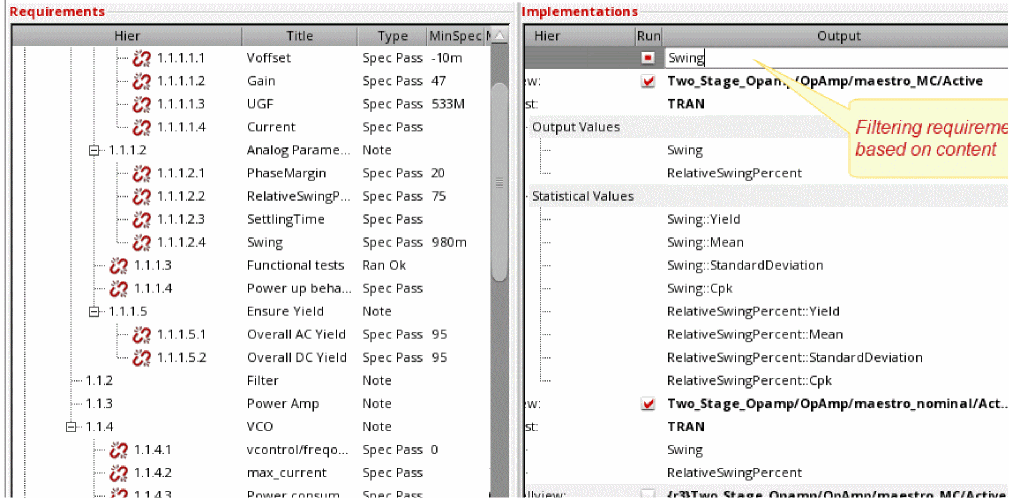 Requirements
Hier Title Type MinSpec
1.1.1.1.1 Voffset Spec Pass -10m
1.1.1.1.2 Gain Spec Pass 47
1.1.1.1.3 UGF Spec Pass 533M
1.1.1.1.4 Current Spec Pass
1.1.1.2 Analog Parame... Note
1.1.1.2.1 PhaseMargin Spec Pass 20
1.1.1.2.2 RelativeSwingP... Spec Pass 75
1.1.1.2.3 SettlingTime Spec Pass
1.1.1.2.4 Swing Spec Pass 980m
1.1.1.3 Functional tests Ran Ok
1.1.1.4 Power up beha... Spec Pass
1.1.1.5 Ensure Yield Note
1.1.1.5.1 Overall AC Yield Spec Pass 95
1.1.1.5.2 Overall DC Yield Spec Pass 95
1.1.2 Filter Note
1.1.3 Power Amp Note
1.1.4 VCO Note
1.1.4.1 vcontrol/freqo... Spec Pass 0
1.1.4.2 max_current Spec Pass
1.1.4.3 Power consum Spec Pass
Implementations
Hier Run Output
Swing
ew: Two_Stage_Opamp/OpAmp/maestro_MC/Active
st: TRAN
Output Values
Swing
RelativeSwingPercent
Statistical Values
Swing::Yield
Swing::Mean
Swing::StandardDeviation
Swing::Cpk
RelativeSwingPercent::Yield
RelativeSwingPercent::Mean
RelativeSwingPercent::StandardDeviation
RelativeSwingPercent::Cpk
ew: Two_Stage_Opamp/OpAmp/maestro_nominal/Act..
st: TRAN
Swing
RelativeSwingPercent
llview: {r3}Two_Stage_Opamp/OpAmp/maestro_MC/Active
Filtering requireme
based on content